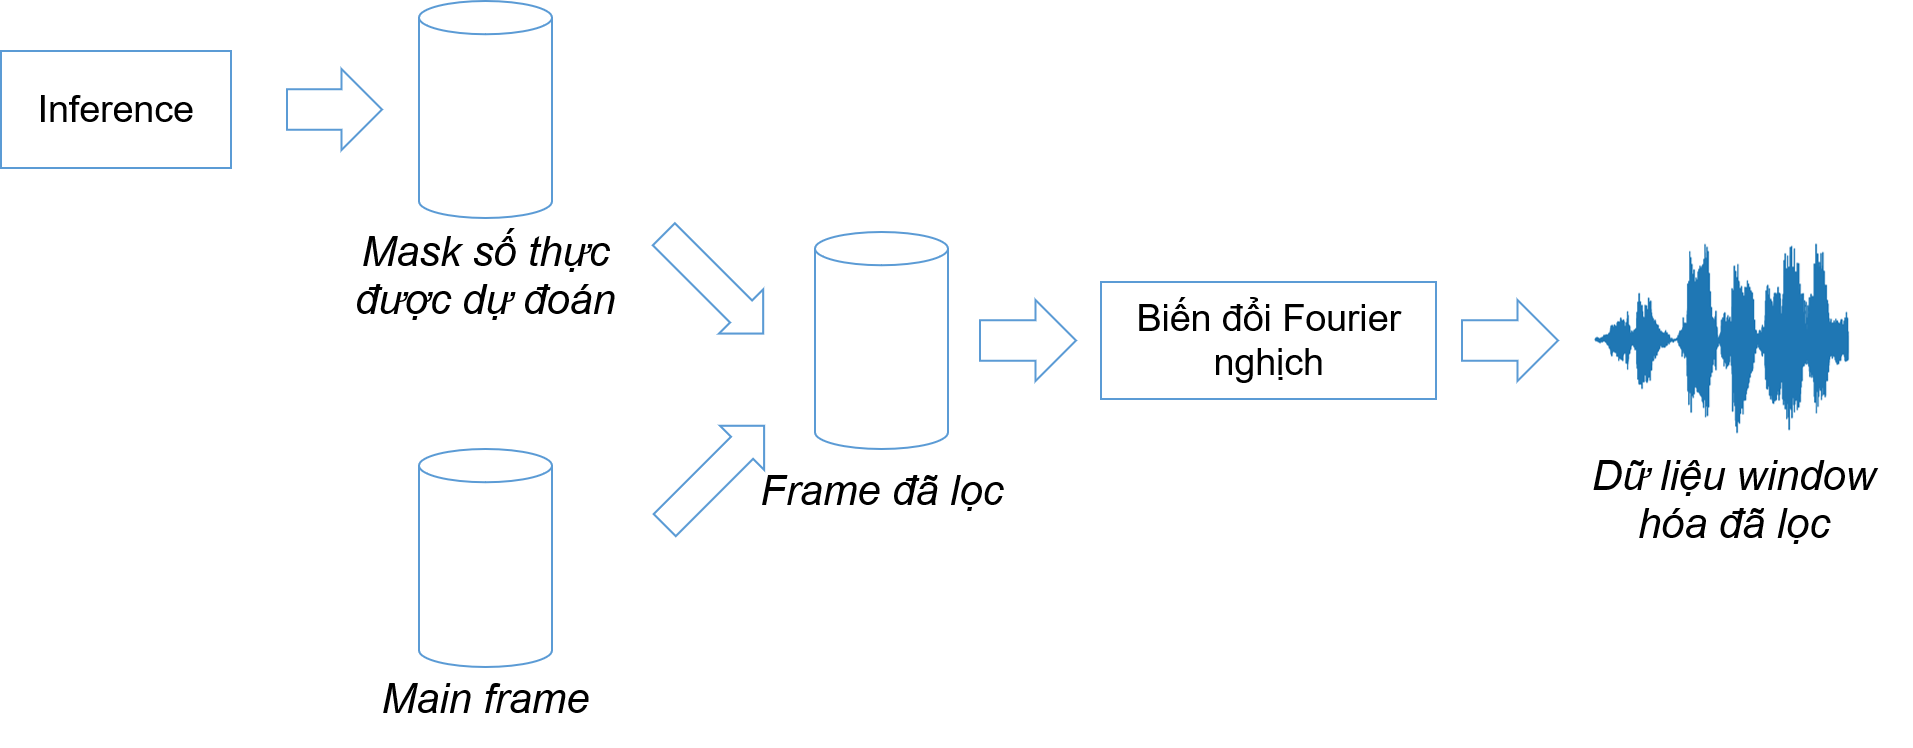 Inference
Mask số thực
được dự đoán
Main frame
Frame đã lọc
Biến đổi Fourier
nghịch
Dữ liệu window
hóa đã lọc